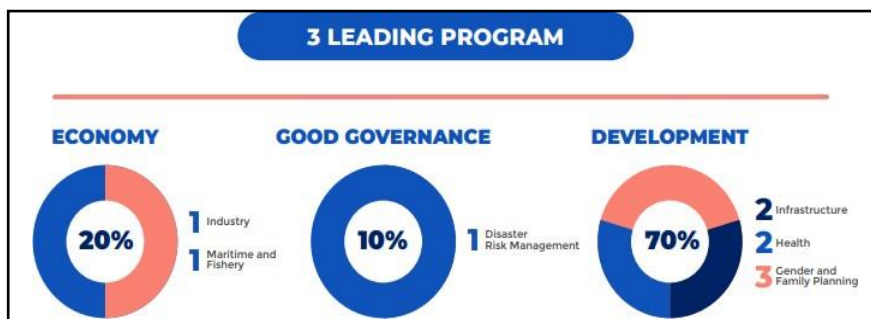 3 LEADING PROGRAM
ECONOMY
20%
1 Industry
1 Maritime and
Fishery
GOOD GOVERNANCE
10%
1 Disaster
Risk Management
DEVELOPMENT
70%
2 Infrastructure
2 Health
3 Gender and
Family Planning